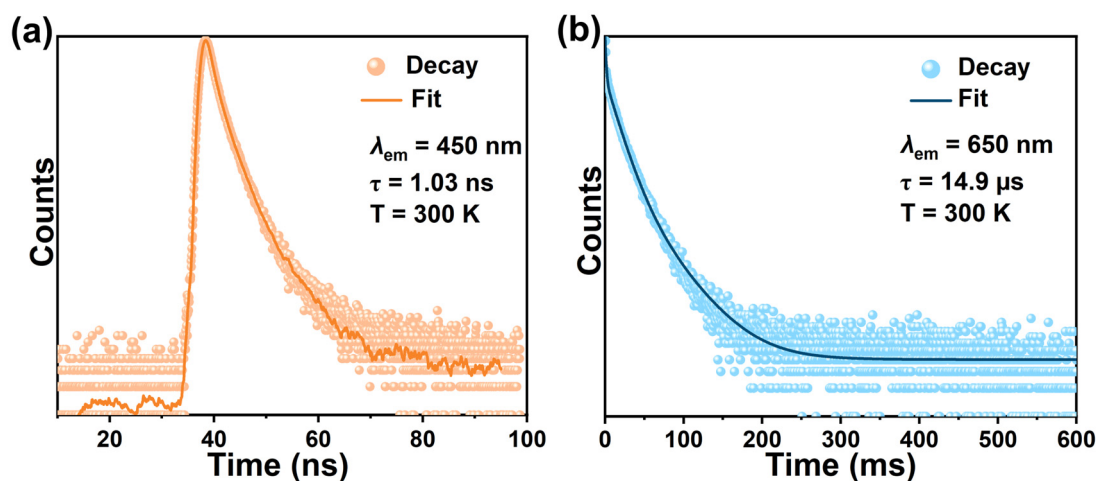 (a)
Decay
Fit
λem = 450 nm
τ = 1.03 ns
T = 300 K
Counts
20 40 60 80 100
Time (ns)
(b)
Decay
Fit
λem = 650 nm
τ = 14.9 µs
T = 300 K
Counts
0 100 200 300 400 500 600
Time (ms)